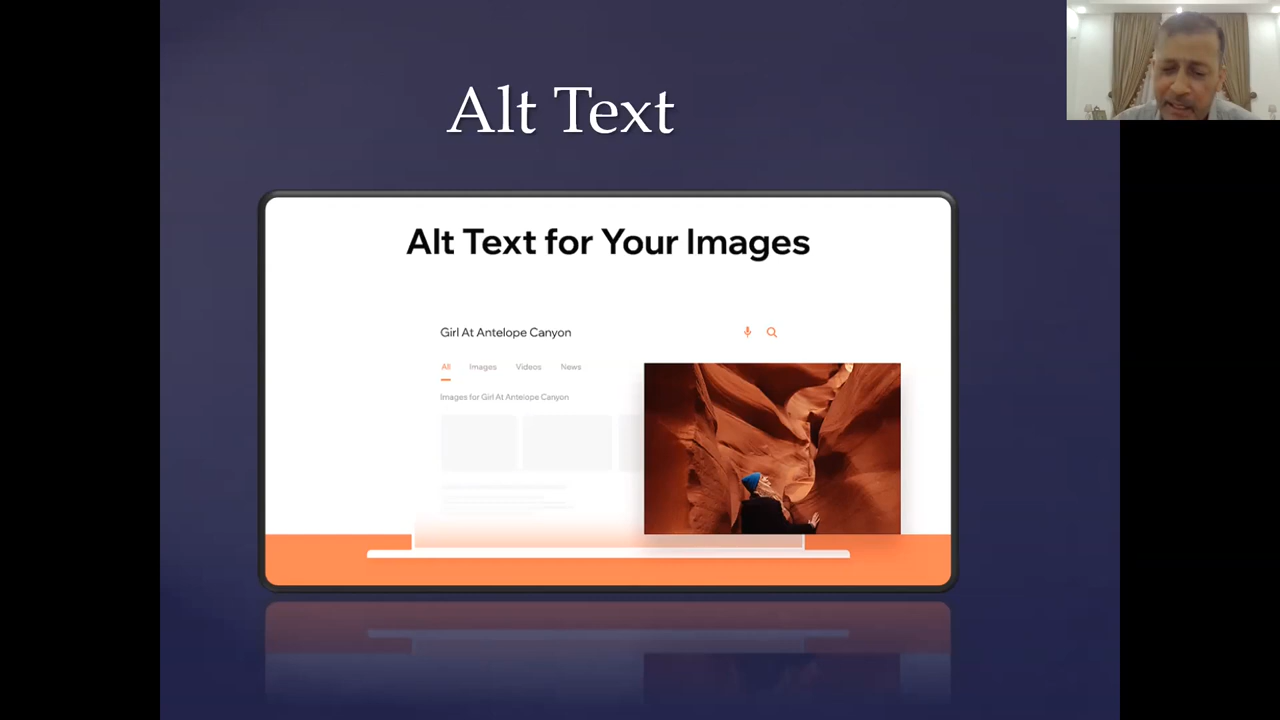 Alt Text
Alt Text for Your Images
Girl At Antelope Canyon
All Images Videos News
Images for Girl At Antelope Canyon